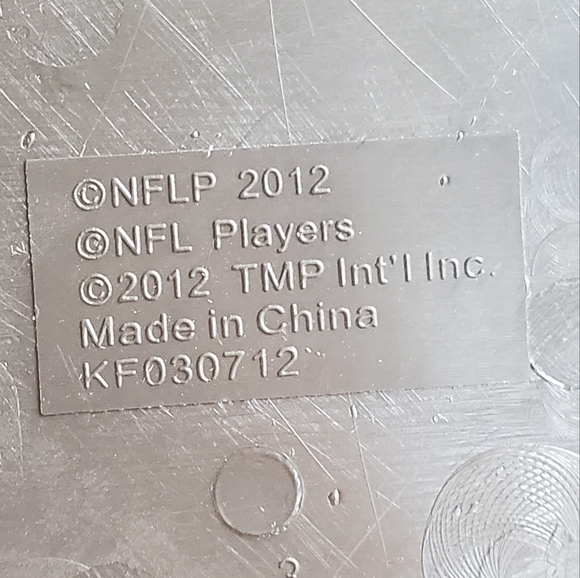 ©NFLP 2012
©NFL Players
©2012 TMP Int'l Inc.
Made in China
KF030712